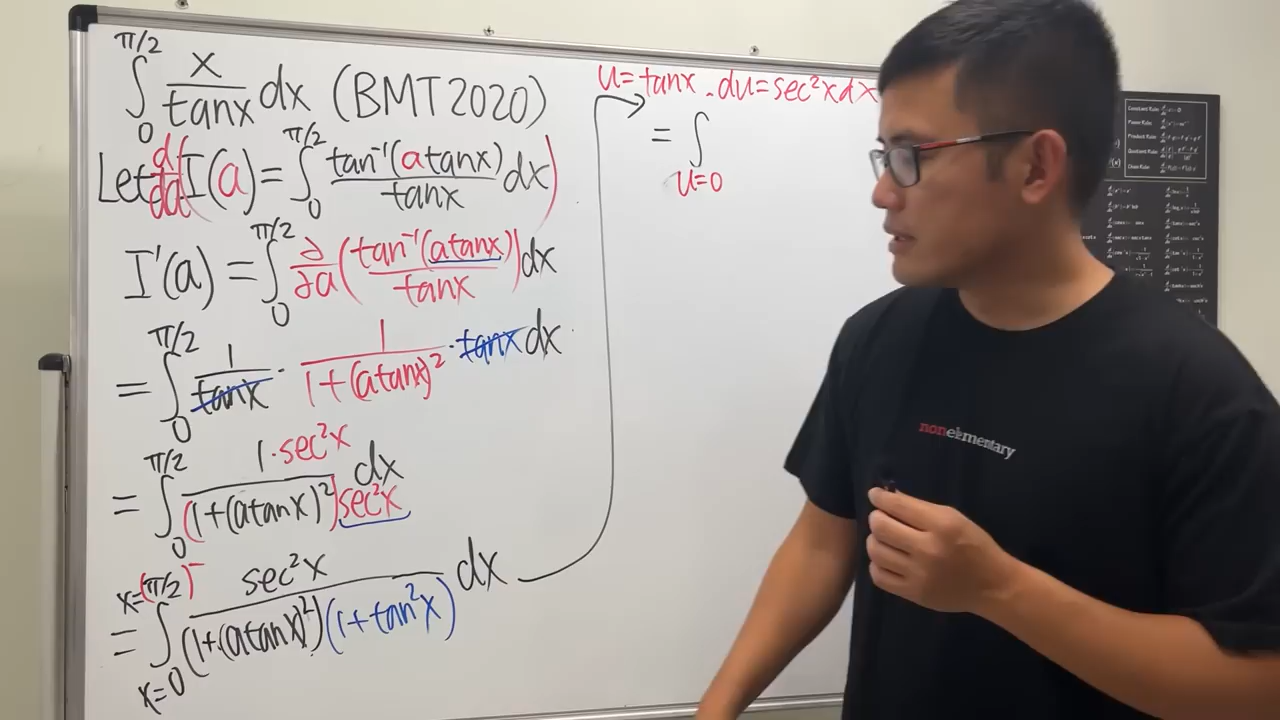 ∫₀^{π/2} x/tanx dx (BMT 2020)
Let d/da( I(a) = ∫₀^{π/2} tan⁻¹(a tanx)/tanx dx )
I'(a) = ∫₀^{π/2} ∂/∂a( tan⁻¹(a tanx)/tanx ) dx
= ∫₀^{π/2} 1/tanx · 1/(1+(a tanx)²) · tanx dx
= ∫₀^{π/2} 1·sec²x/((1+(a tanx)²) sec²x) dx
= ∫_{x=0}^{x=(π/2)⁻} sec²x/((1+(a tanx)²)(1+tan²x)) dx
u=tanx . du=sec²x dx
= ∫_{u=0}
nonelementary